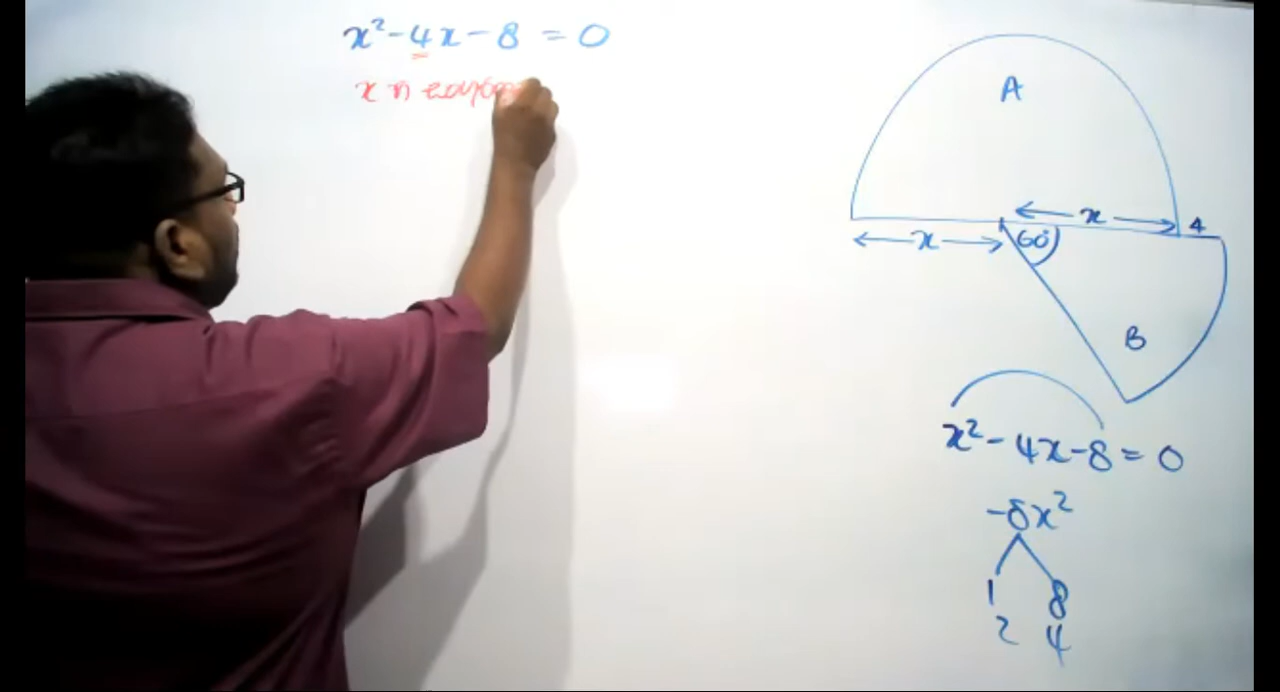 x² - 4x - 8 = 0
x න්
A
x
4
x
60°
B
x² - 4x - 8 = 0
-8x²
1 8
2 4